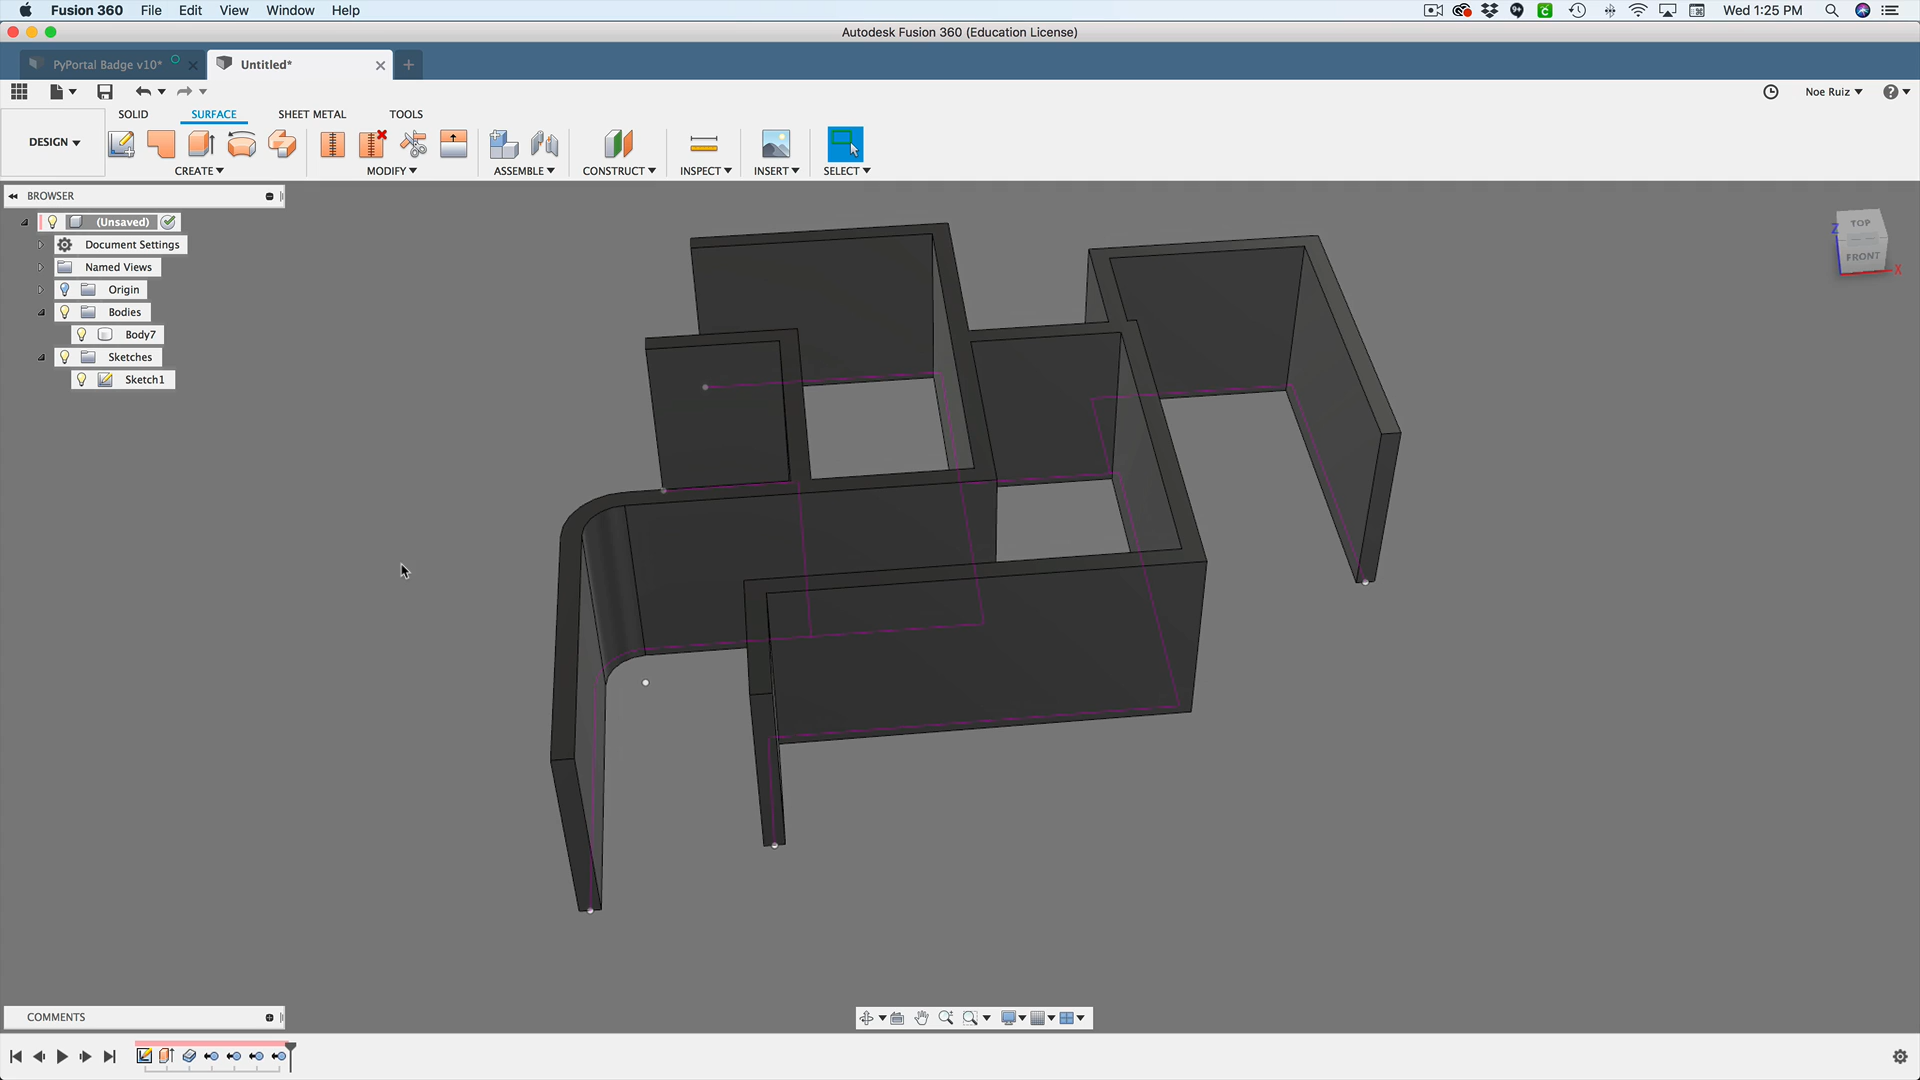 Fusion 360 File Edit View Window Help
Wed 1:25 PM
Autodesk Fusion 360 (Education License)
PyPortal Badge v10*
Untitled*
Noe Ruiz
SOLID SURFACE SHEET METAL TOOLS
DESIGN
CREATE MODIFY ASSEMBLE CONSTRUCT INSPECT INSERT SELECT
BROWSER
(Unsaved)
Document Settings
Named Views
Origin
Bodies
Body7
Sketches
Sketch1
TOP
Z
FRONT
X
COMMENTS